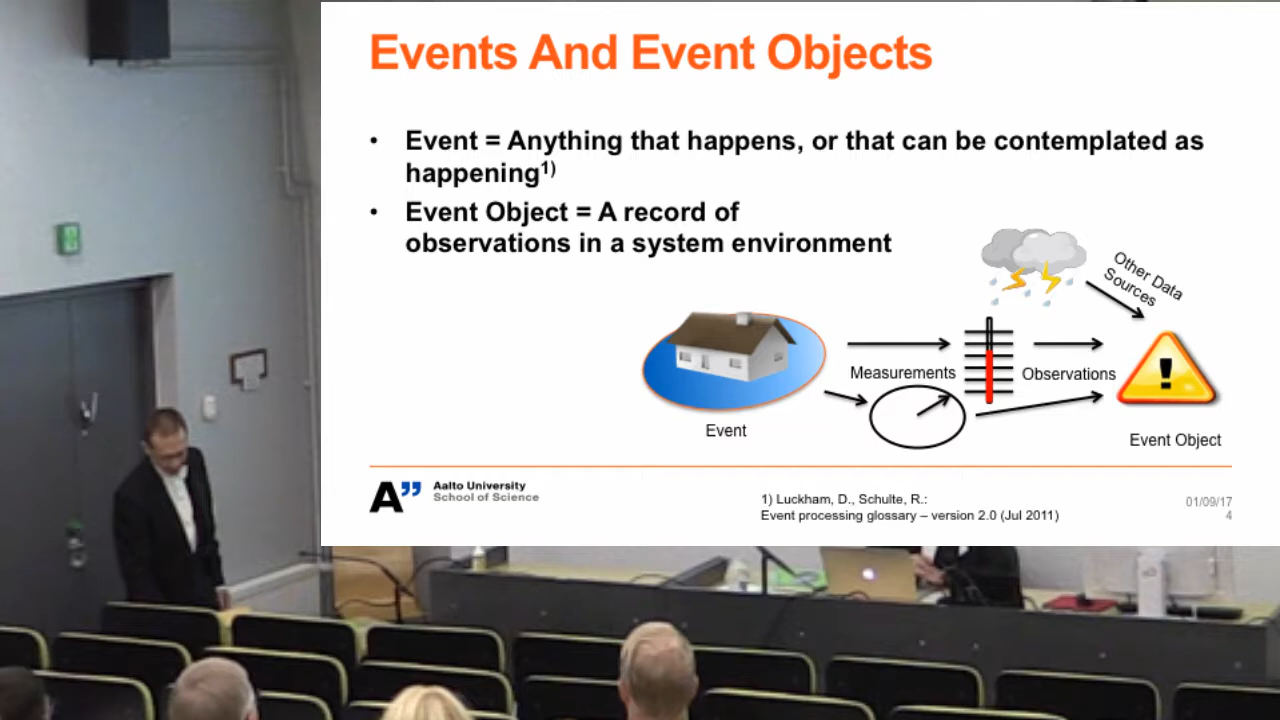 Events And Event Objects
• Event = Anything that happens, or that can be contemplated as
happening1)
• Event Object = A record of
observations in a system environment
Other Data
Sources
Measurements
Observations
Event
Event Object
A”
Aalto University
School of Science
1) Luckham, D., Schulte, R.:
Event processing glossary – version 2.0 (Jul 2011)
01/09/17
4